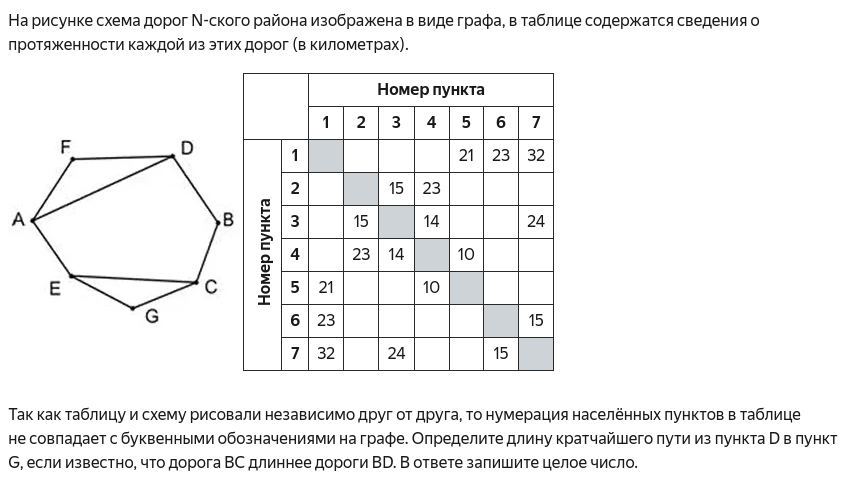 На рисунке схема дорог N-ского района изображена в виде графа, в таблице содержатся сведения о
протяженности каждой из этих дорог (в километрах).
F
D
A
B
E
C
G
Номер пункта
1 2 3 4 5 6 7
Номер пункта
1 21 23 32
2 15 23
3 15 14 24
4 23 14 10
5 21 10
6 23 15
7 32 24 15
Так как таблицу и схему рисовали независимо друг от друга, то нумерация населённых пунктов в таблице
не совпадает с буквенными обозначениями на графе. Определите длину кратчайшего пути из пункта D в пункт
G, если известно, что дорога BC длиннее дороги BD. В ответе запишите целое число.